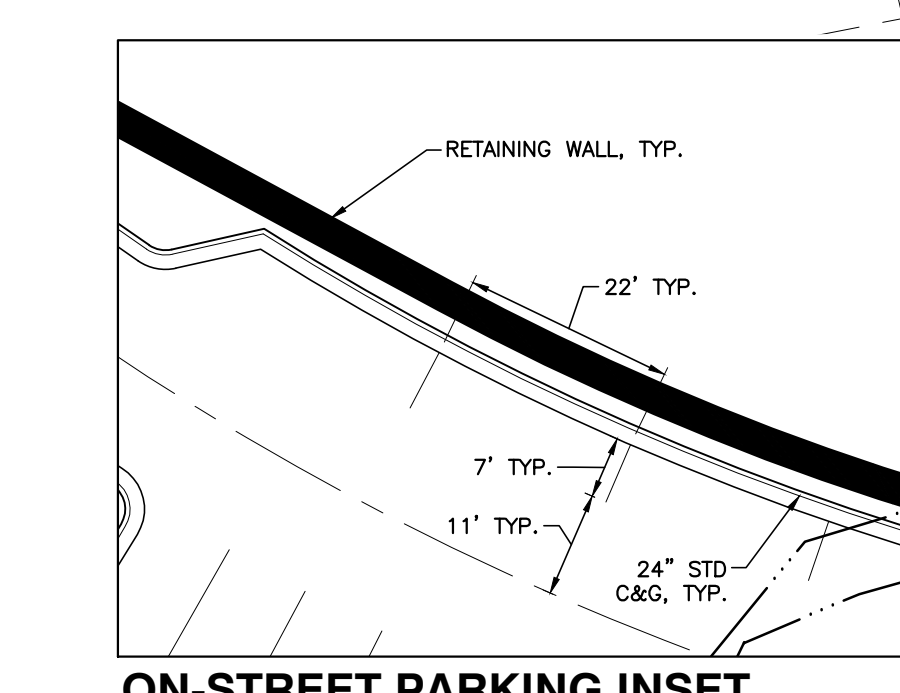 RETAINING WALL, TYP.
22' TYP.
7' TYP.
11' TYP.
24" STD
C&G, TYP.
ON-STREET PARKING INSET